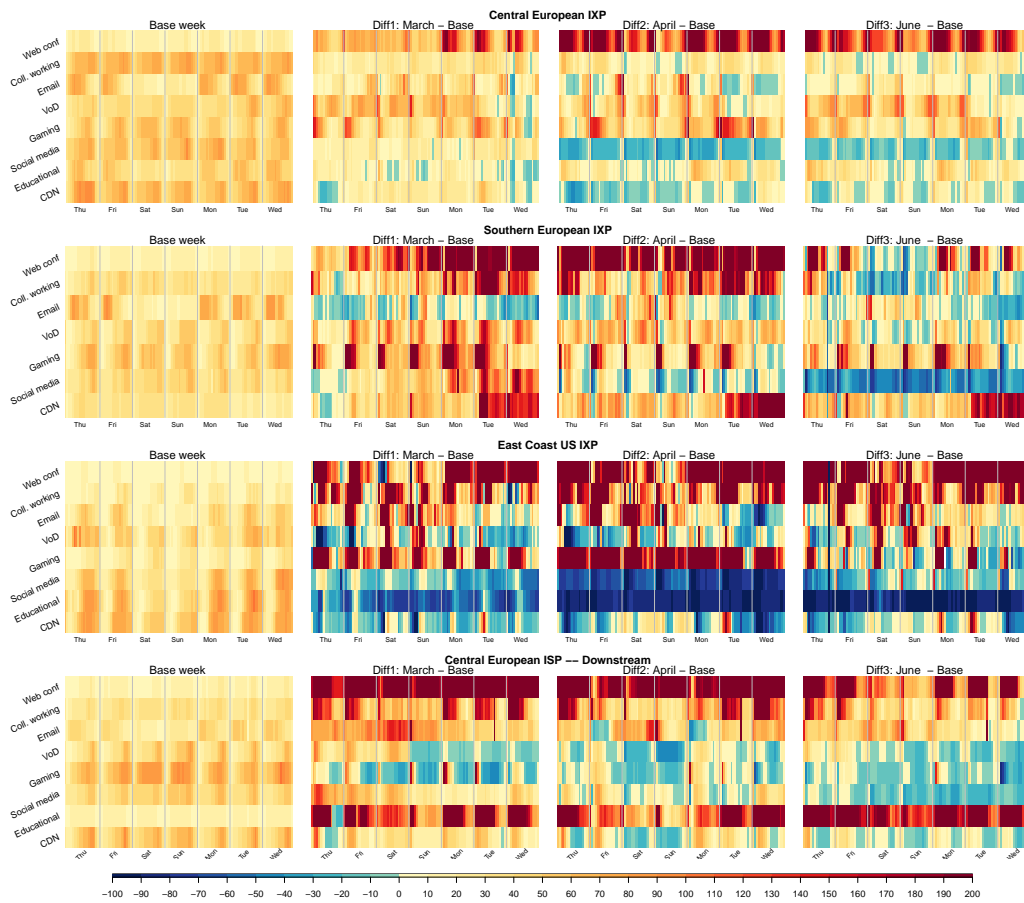 Central European IXP
Base week Diff1: March − Base Diff2: April − Base Diff3: June − Base
Web conf
Coll. working
Email
VoD
Gaming
Social media
Educational
CDN
Thu Fri Sat Sun Mon Tue Wed Thu Fri Sat Sun Mon Tue Wed Thu Fri Sat Sun Mon Tue Wed Thu Fri Sat Sun Mon Tue Wed
Southern European IXP
Base week Diff1: March − Base Diff2: April − Base Diff3: June − Base
Web conf
Coll. working
Email
VoD
Gaming
Social media
CDN
Thu Fri Sat Sun Mon Tue Wed Thu Fri Sat Sun Mon Tue Wed Thu Fri Sat Sun Mon Tue Wed Thu Fri Sat Sun Mon Tue Wed
East Coast US IXP
Base week Diff1: March − Base Diff2: April − Base Diff3: June − Base
Web conf
Coll. working
Email
VoD
Gaming
Social media
Educational
CDN
Thu Fri Sat Sun Mon Tue Wed Thu Fri Sat Sun Mon Tue Wed Thu Fri Sat Sun Mon Tue Wed Thu Fri Sat Sun Mon Tue Wed
Central European ISP −− Downstream
Base week Diff1: March − Base Diff2: April − Base Diff3: June − Base
Web conf
Coll. working
Email
VoD
Gaming
Social media
Educational
CDN
Thu Fri Sat Sun Mon Tue Wed Thu Fri Sat Sun Mon Tue Wed Thu Fri Sat Sun Mon Tue Wed Thu Fri Sat Sun Mon Tue Wed
−100 −90 −80 −70 −60 −50 −40 −30 −20 −10 0 10 20 30 40 50 60 70 80 90 100 110 120 130 140 150 160 170 180 190 200